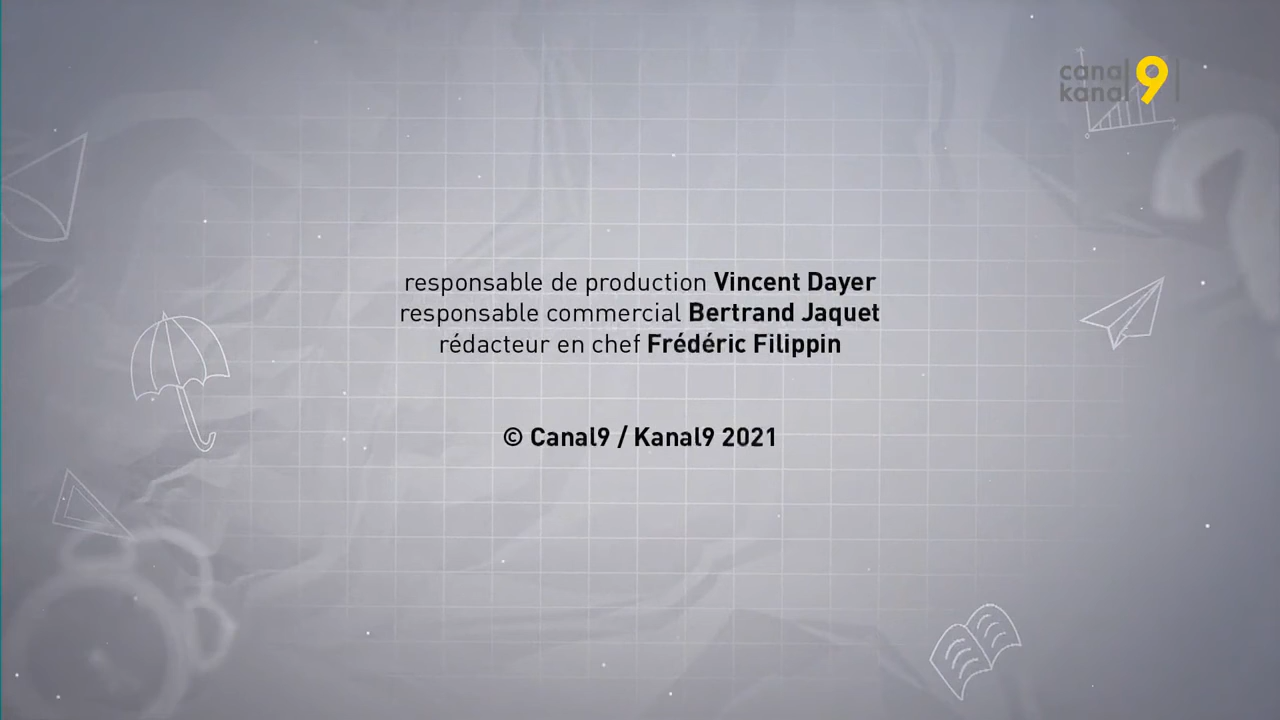 canal 9
kanal
responsable de production Vincent Dayer
responsable commercial Bertrand Jaquet
rédacteur en chef Frédéric Filippin
© Canal9 / Kanal9 2021